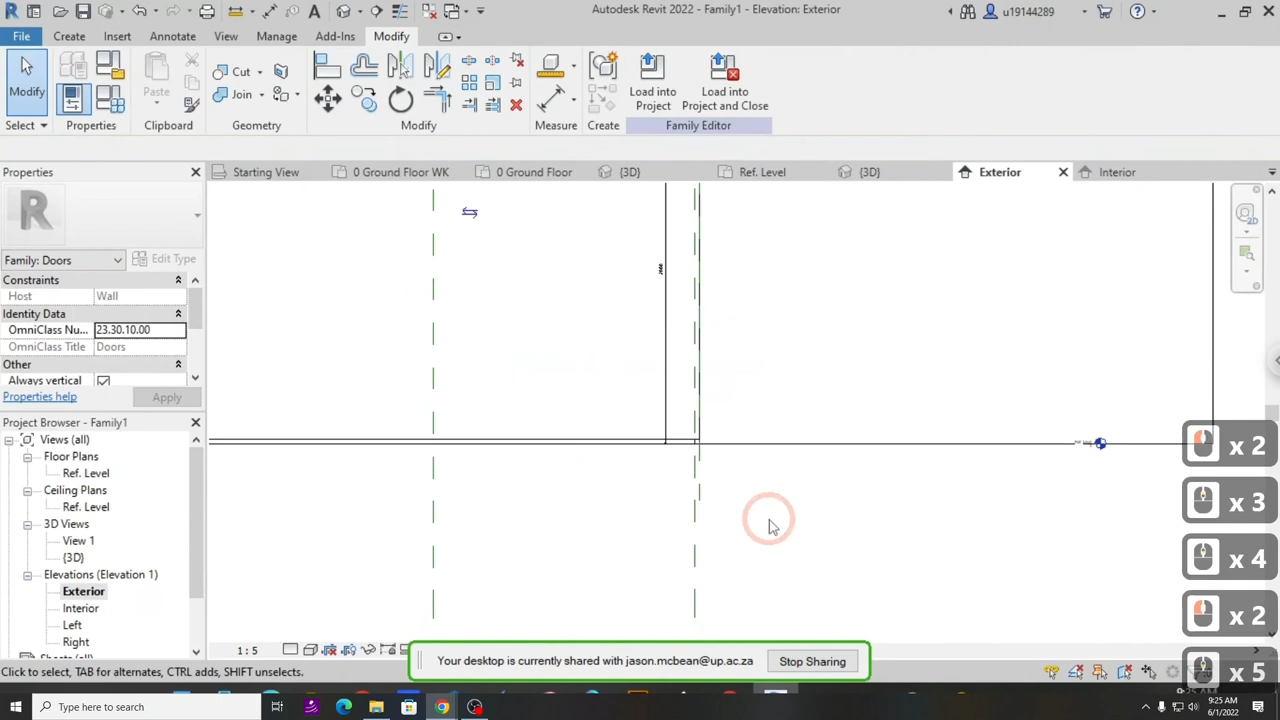 Autodesk Revit 2022 - Family1 - Elevation: Exterior
u19144289
File Create Insert Annotate View Manage Add-Ins Modify
Modify
Paste
Cut
Join
Load into Project
Load into Project and Close
Select Properties Clipboard Geometry Modify Measure Create Family Editor
Properties
Starting View 0 Ground Floor WK 0 Ground Floor {3D} Ref. Level {3D} Exterior Interior
R
2D
Family: Doors Edit Type
Constraints
Host Wall
Identity Data
OmniClass Nu... 23.30.10.00
OmniClass Title Doors
Other
Always vertical
Properties help Apply
Project Browser - Family1
Views (all)
Floor Plans
Ref. Level
Ceiling Plans
Ref. Level
3D Views
View 1
{3D}
Elevations (Elevation 1)
Exterior
Interior
Left
Right
Sheets (all)
x 2
x 3
x 4
x 2
x 5
1 : 5
Your desktop is currently shared with jason.mcbean@up.ac.za Stop Sharing
Click to select, TAB for alternates, CTRL adds, SHIFT unselects.
Type here to search
9:25 AM
6/1/2022